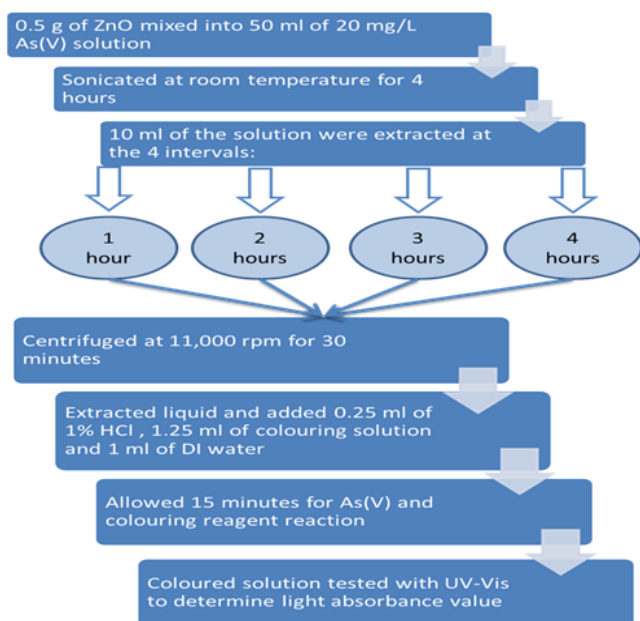 0.5 g of ZnO mixed into 50 ml of 20 mg/L
As(V) solution
Sonicated at room temperature for 4
hours
10 ml of the solution were extracted at
the 4 intervals:
1
hour
2
hours
3
hours
4
hours
Centrifuged at 11,000 rpm for 30
minutes
Extracted liquid and added 0.25 ml of
1% HCl , 1.25 ml of colouring solution
and 1 ml of DI water
Allowed 15 minutes for As(V) and
colouring reagent reaction
Coloured solution tested with UV-Vis
to determine light absorbance value